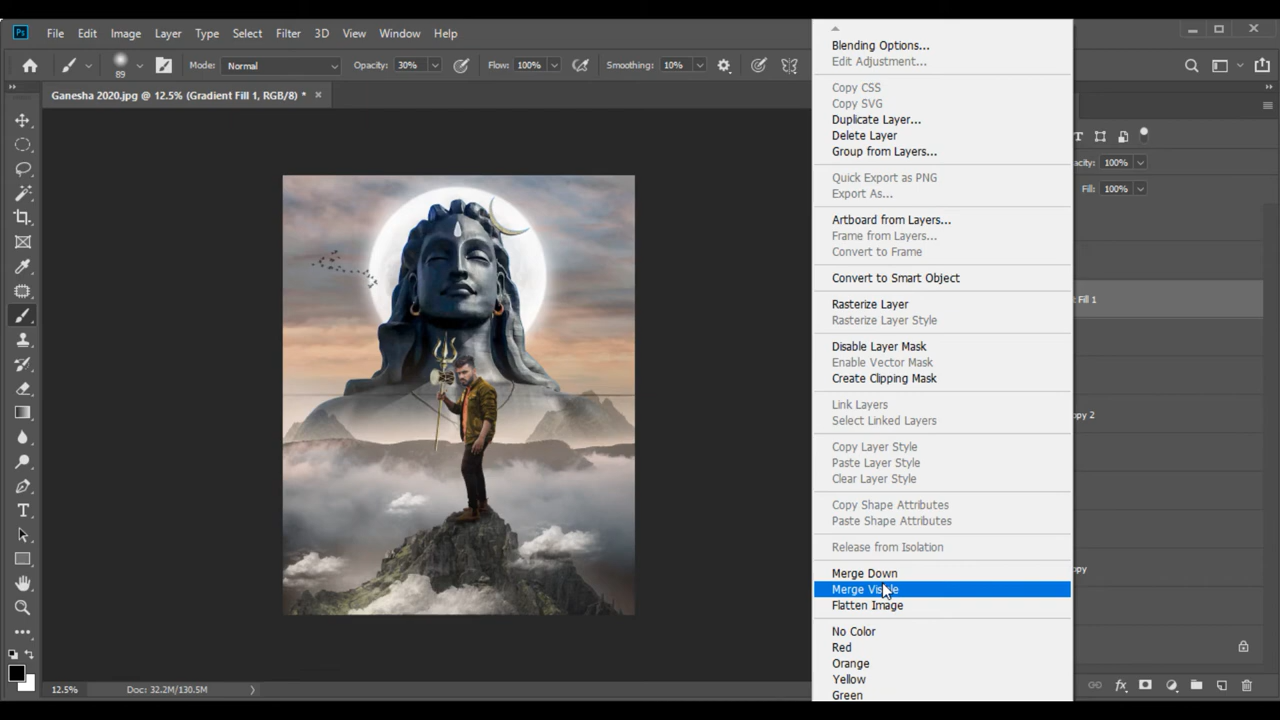 Ps File Edit Image Layer Type Select Filter 3D View Window Help
89 Mode: Normal Opacity: 30% Flow: 100% Smoothing: 10%
Ganesha 2020.jpg @ 12.5% (Gradient Fill 1, RGB/8) * ×
Blending Options...
Edit Adjustment...
Copy CSS
Copy SVG
Duplicate Layer...
Delete Layer
Group from Layers...
Quick Export as PNG
Export As...
Artboard from Layers...
Frame from Layers...
Convert to Frame
Convert to Smart Object
Rasterize Layer
Rasterize Layer Style
Disable Layer Mask
Enable Vector Mask
Create Clipping Mask
Link Layers
Select Linked Layers
Copy Layer Style
Paste Layer Style
Clear Layer Style
Copy Shape Attributes
Paste Shape Attributes
Release from Isolation
Merge Down
Merge Visible
Flatten Image
No Color
Red
Orange
Yellow
Green
acity: 100%
Fill: 100%
t Fill 1
opy 2
opy
12.5% Doc: 32.2M/130.5M